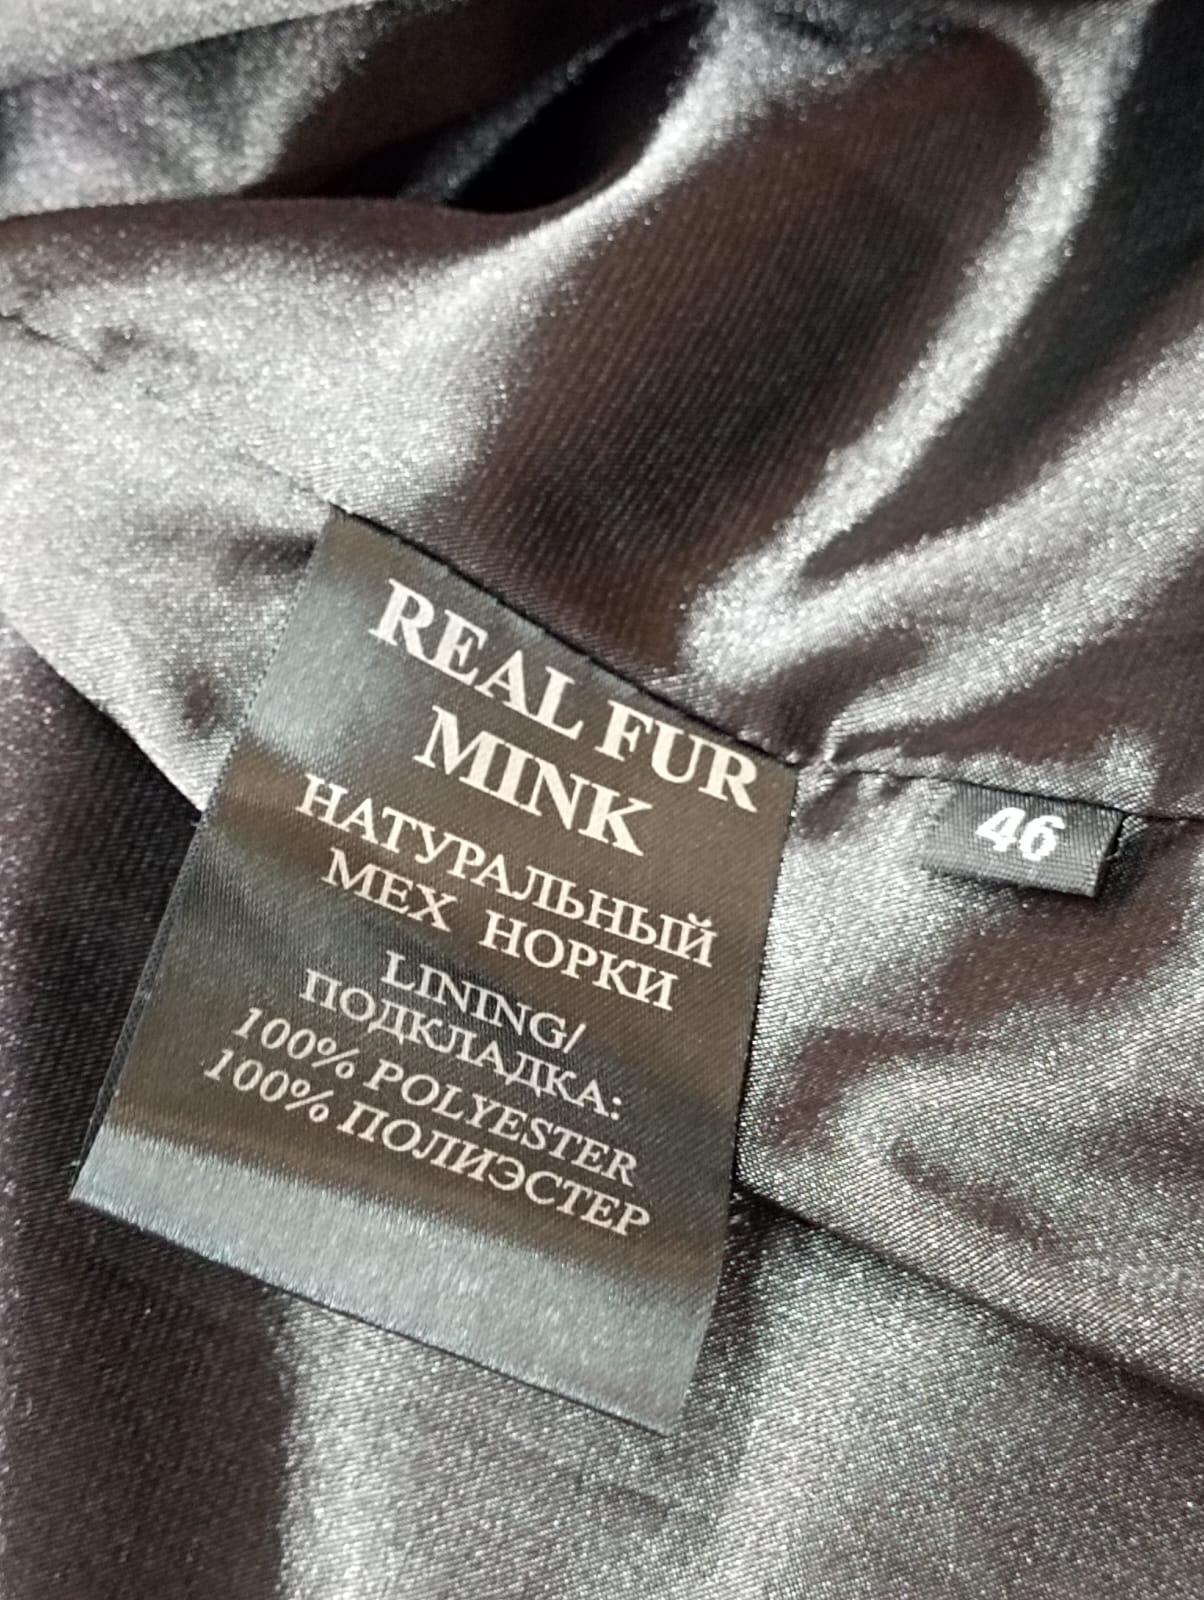 REAL FUR
MINK
НАТУРАЛЬНЫЙ
МЕХ НОРКИ
LINING/
ПОДКЛАДКА:
100% POLYESTER
100% ПОЛИЭСТЕР
46